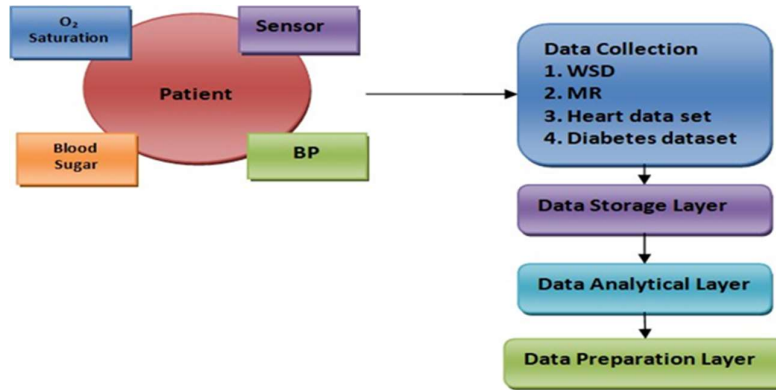 O₂
Saturation
Sensor
Patient
Blood
Sugar
BP
Data Collection
1. WSD
2. MR
3. Heart data set
4. Diabetes dataset
Data Storage Layer
Data Analytical Layer
Data Preparation Layer